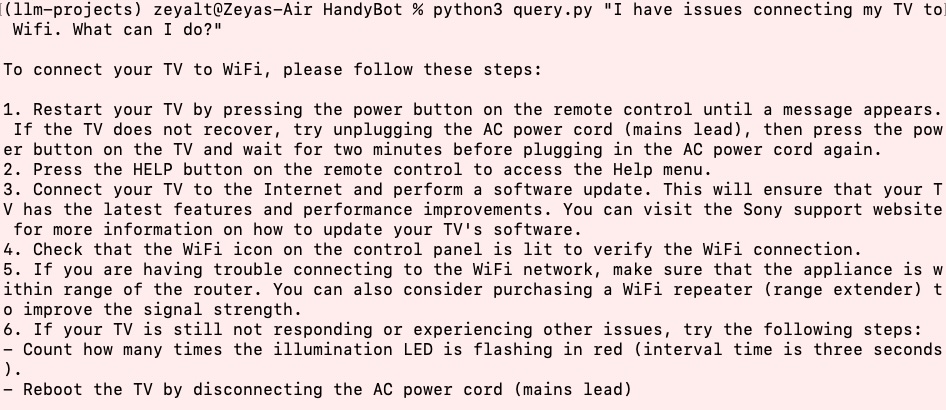 (llm-projects) zeyalt@Zeyas-Air HandyBot % python3 query.py "I have issues connecting my TV to
Wifi. What can I do?"
To connect your TV to WiFi, please follow these steps:
1. Restart your TV by pressing the power button on the remote control until a message appears.
If the TV does not recover, try unplugging the AC power cord (mains lead), then press the pow
er button on the TV and wait for two minutes before plugging in the AC power cord again.
2. Press the HELP button on the remote control to access the Help menu.
3. Connect your TV to the Internet and perform a software update. This will ensure that your T
V has the latest features and performance improvements. You can visit the Sony support website
for more information on how to update your TV's software.
4. Check that the WiFi icon on the control panel is lit to verify the WiFi connection.
5. If you are having trouble connecting to the WiFi network, make sure that the appliance is w
ithin range of the router. You can also consider purchasing a WiFi repeater (range extender) t
o improve the signal strength.
6. If your TV is still not responding or experiencing other issues, try the following steps:
– Count how many times the illumination LED is flashing in red (interval time is three seconds
).
– Reboot the TV by disconnecting the AC power cord (mains lead)